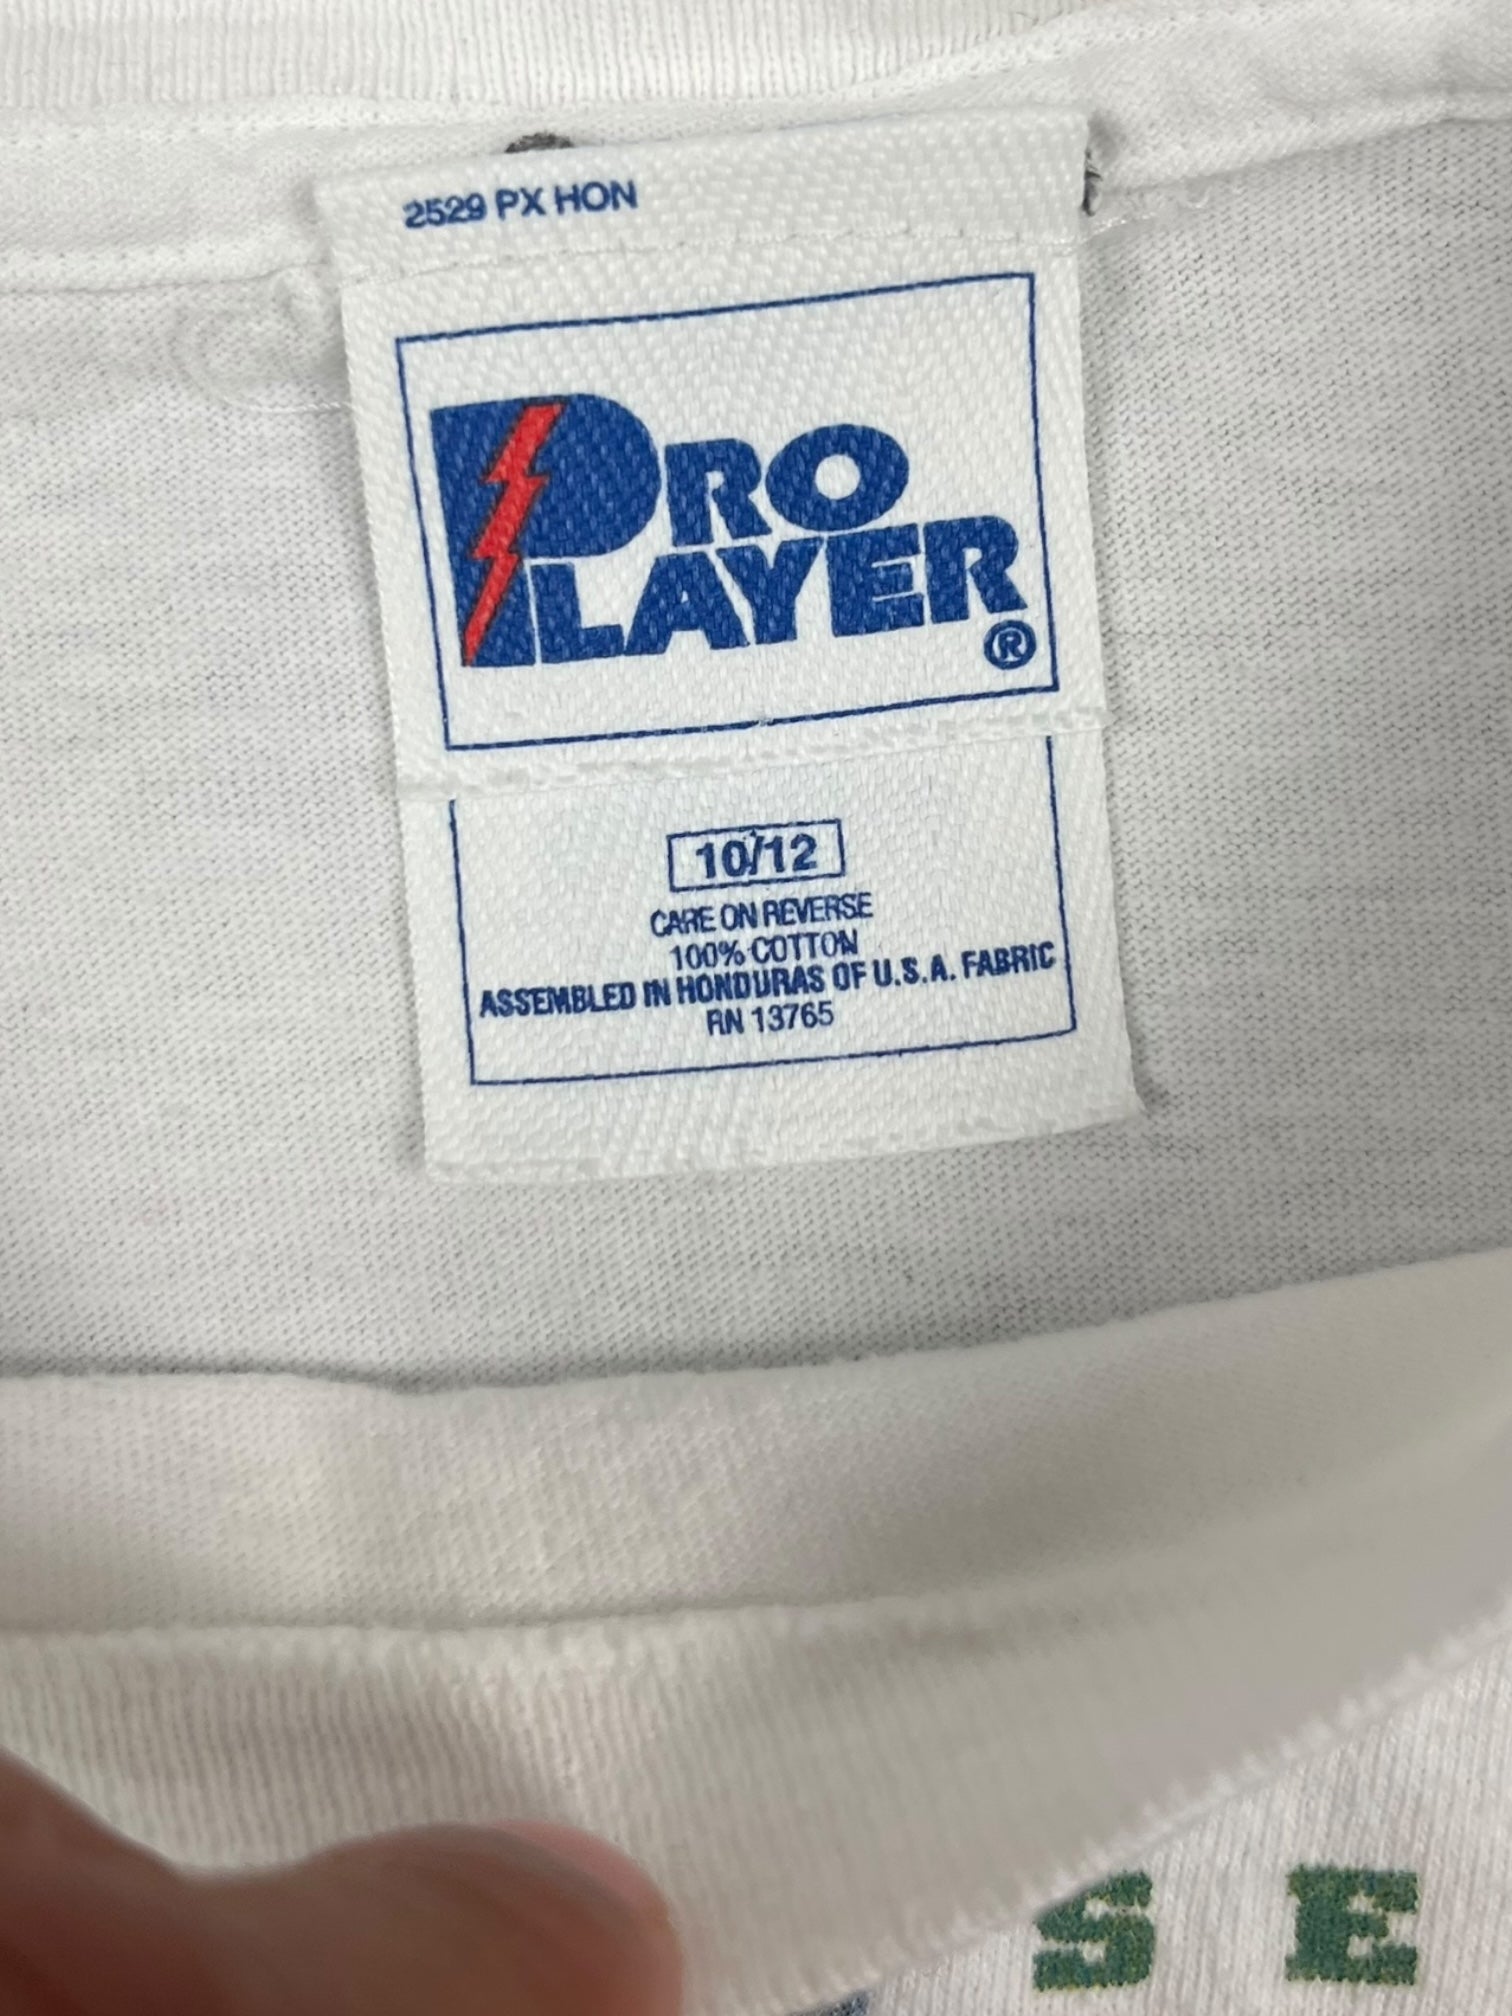 2529 PX HON
PRO
PLAYER
®
10/12
CARE ON REVERSE
100% COTTON
ASSEMBLED IN HONDURAS OF U.S.A. FABRIC
RN 13765
S E